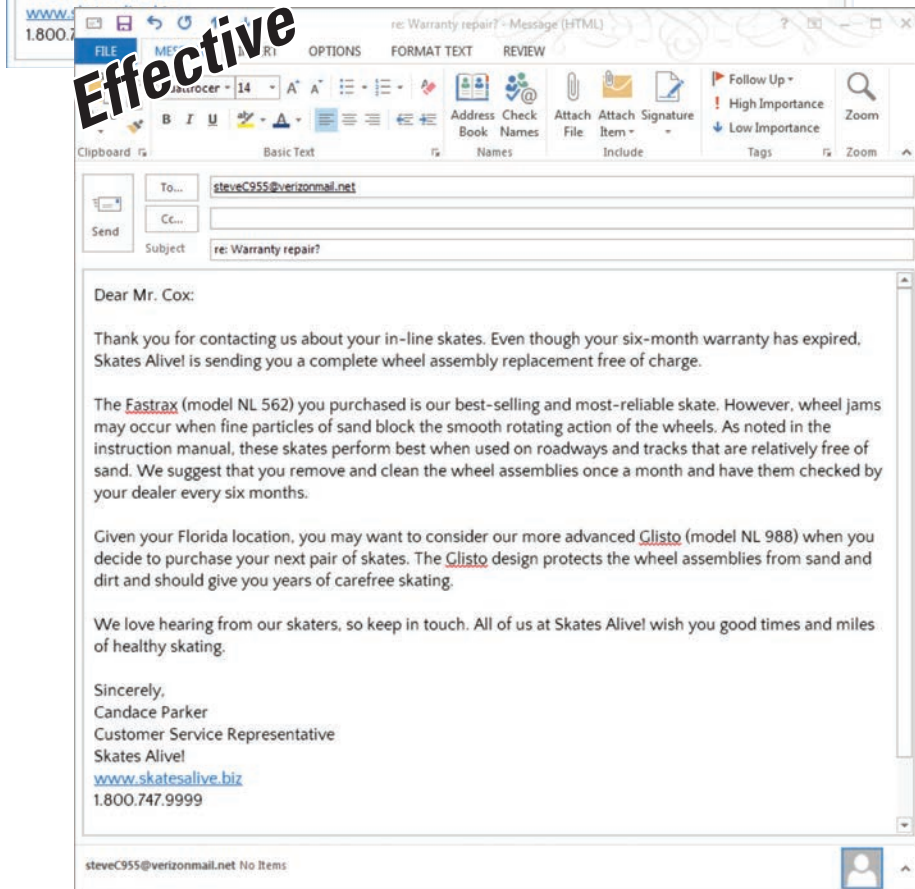 www.s
1.800.7
Effective
re: Warranty repair? - Message (HTML)
FILE OPTIONS FORMAT TEXT REVIEW
14
B I U
Address Book
Check Names
Attach File
Attach Item
Signature
Follow Up
High Importance
Low Importance
Zoom
Clipboard Basic Text Names Include Tags Zoom
To... steveC955@verizonmail.net
Cc...
Send
Subject re: Warranty repair?
Dear Mr. Cox:
Thank you for contacting us about your in-line skates. Even though your six-month warranty has expired,
Skates Alive! is sending you a complete wheel assembly replacement free of charge.
The Fastrax (model NL 562) you purchased is our best-selling and most-reliable skate. However, wheel jams
may occur when fine particles of sand block the smooth rotating action of the wheels. As noted in the
instruction manual, these skates perform best when used on roadways and tracks that are relatively free of
sand. We suggest that you remove and clean the wheel assemblies once a month and have them checked by
your dealer every six months.
Given your Florida location, you may want to consider our more advanced Glisto (model NL 988) when you
decide to purchase your next pair of skates. The Glisto design protects the wheel assemblies from sand and
dirt and should give you years of carefree skating.
We love hearing from our skaters, so keep in touch. All of us at Skates Alive! wish you good times and miles
of healthy skating.
Sincerely,
Candace Parker
Customer Service Representative
Skates Alive!
www.skatesalive.biz
1.800.747.9999
steveC955@verizonmail.net No Items